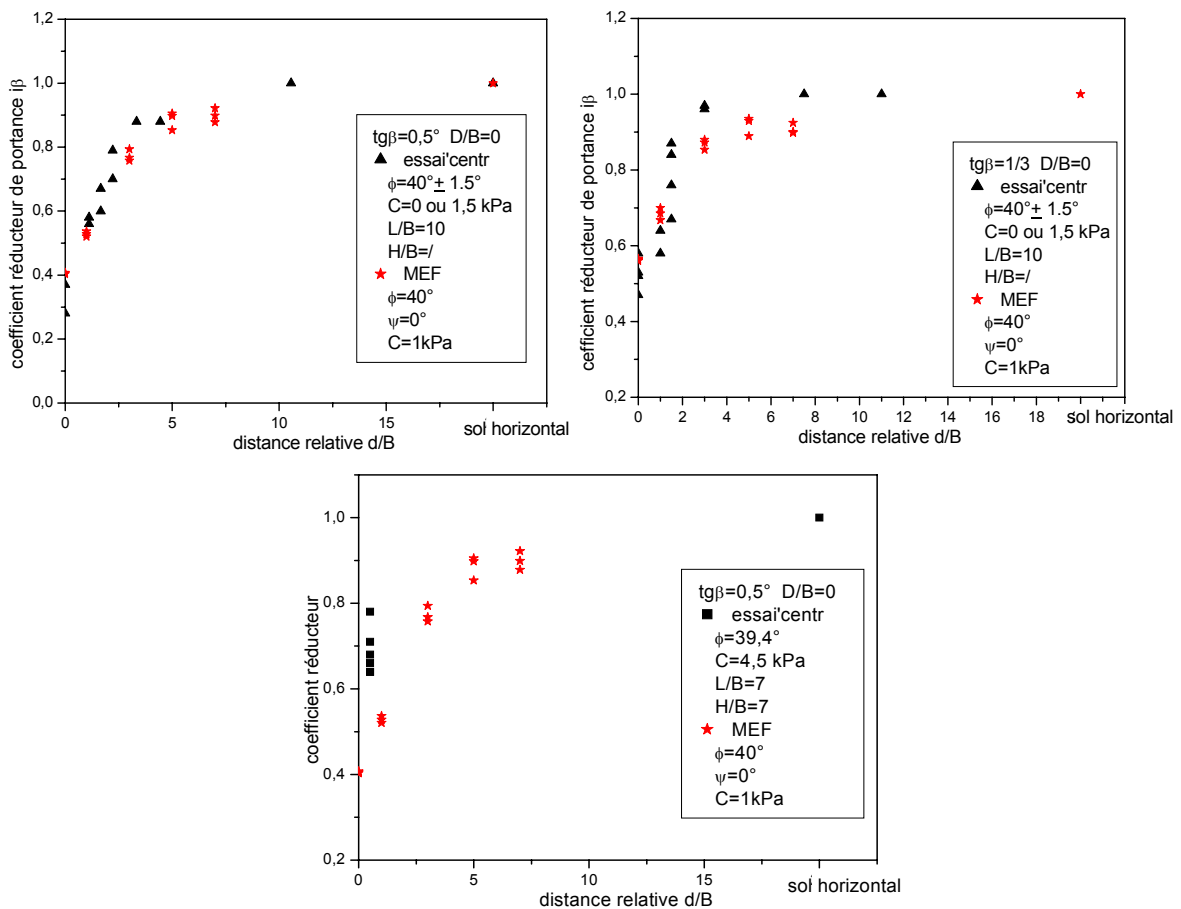 1,2
1,0
0,8
0,6
0,4
0,2
0,0
coefficient réducteur de portance iβ
0
5
10
15
sol horizontal
distance relative d/B
tgβ=0,5° D/B=0
▲ essai'centr
ϕ=40°± 1.5°
C=0 ou 1,5 kPa
L/B=10
H/B=/
★ MEF
ϕ=40°
ψ=0°
C=1kPa
1,2
1,0
0,8
0,6
0,4
0,2
cefficient réducteur de portance iβ
0 2 4 6 8 10 12 14 16 18 sol horizontal
distance relative d/B
tgβ=1/3 D/B=0
▲ essai'centr
ϕ=40°± 1.5°
C=0 ou 1,5 kPa
L/B=10
H/B=/
★ MEF
ϕ=40°
ψ=0°
C=1kPa
1,0
0,8
0,6
0,4
0,2
coefficient réducteur
0 5 10 15 sol horizontal
distance relative d/B
tgβ=0,5° D/B=0
■ essai'centr
ϕ=39,4°
C=4,5 kPa
L/B=7
H/B=7
★ MEF
ϕ=40°
ψ=0°
C=1kPa